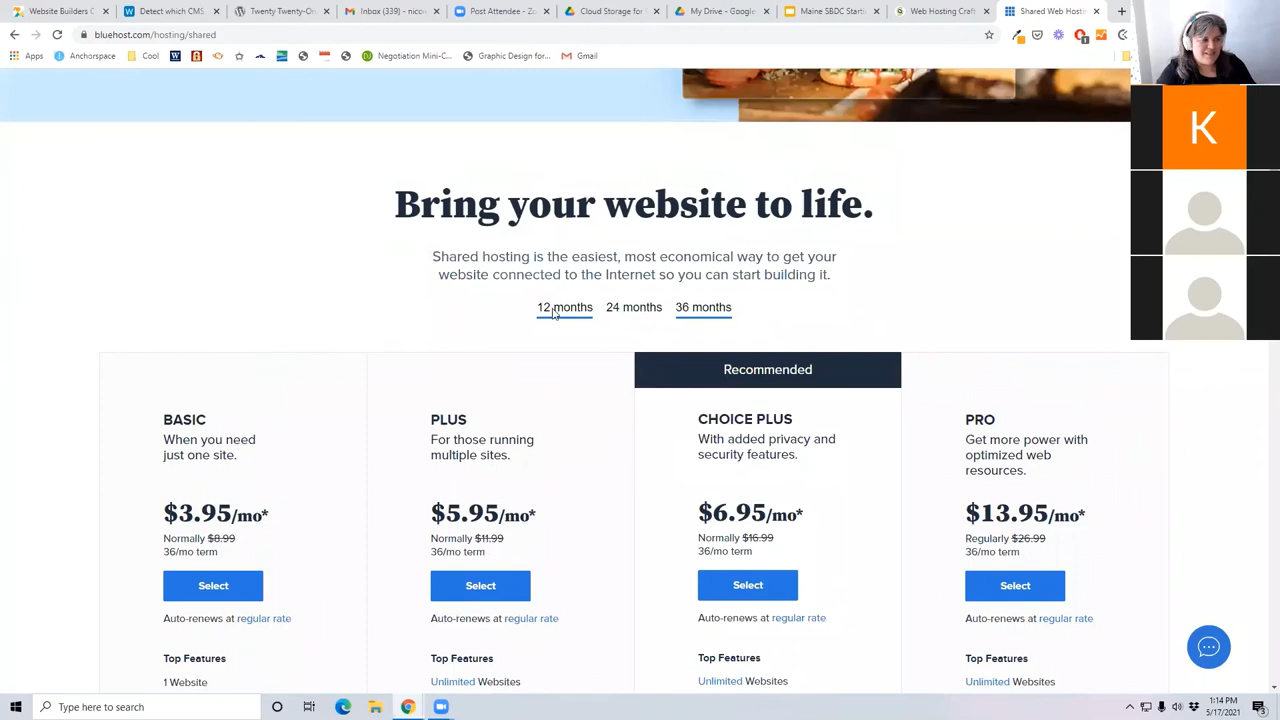 Website Builders C
Detect which CMS
Twenty Twenty-On
Inbox (339) - nico
Post Attendee - Zo
Cloud Storage for
My Drive - Google
Maine SBDC Starti
Web Hosting Craft
Shared Web Hostin
bluehost.com/hosting/shared
1
Apps
Anchorspace
Cool
Negotiation Mini-C...
Graphic Design for...
Gmail
K
Bring your website to life.
Shared hosting is the easiest, most economical way to get your
website connected to the Internet so you can start building it.
12 months 24 months 36 months
Recommended
BASIC
When you need
just one site.
$3.95/mo*
Normally $8.99
36/mo term
Select
Auto-renews at regular rate
Top Features
1 Website
PLUS
For those running
multiple sites.
$5.95/mo*
Normally $11.99
36/mo term
Select
Auto-renews at regular rate
Top Features
Unlimited Websites
CHOICE PLUS
With added privacy and
security features.
$6.95/mo*
Normally $16.99
36/mo term
Select
Auto-renews at regular rate
Top Features
Unlimited Websites
PRO
Get more power with
optimized web
resources.
$13.95/mo*
Regularly $26.99
36/mo term
Select
Auto-renews at regular rate
Top Features
Unlimited Websites
Type here to search
1:14 PM
5/17/2021
3